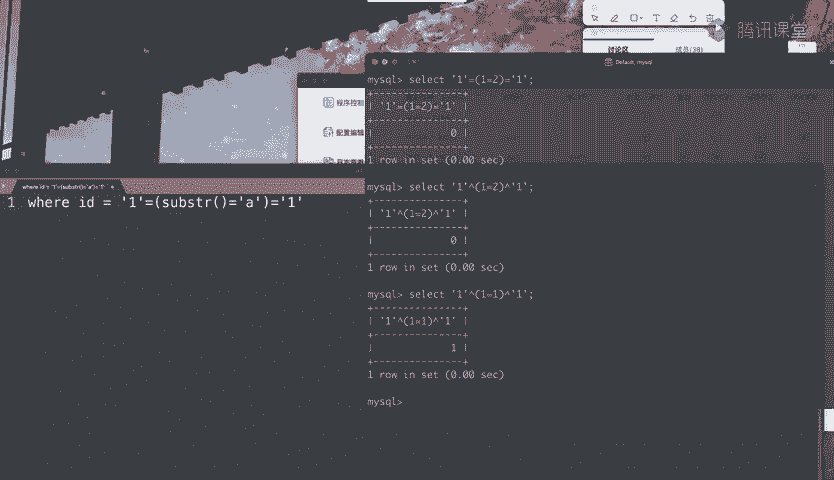 腾讯课堂
讨论区 成员(38)
Default_mysql
程序控制
配置编辑
where id = '1'=(substr()='a')='1'
1 where id = '1'=(substr()='a')='1'
mysql> select '1'=(1=2)='1';
+---------------+
| '1'=(1=2)='1' |
+---------------+
| 0 |
+---------------+
1 row in set (0.00 sec)
mysql> select '1'^(1=2)^'1';
+---------------+
| '1'^(1=2)^'1' |
+---------------+
| 0 |
+---------------+
1 row in set (0.00 sec)
mysql> select '1'^(1=1)^'1';
+---------------+
| '1'^(1=1)^'1' |
+---------------+
| 1 |
+---------------+
1 row in set (0.00 sec)
mysql>